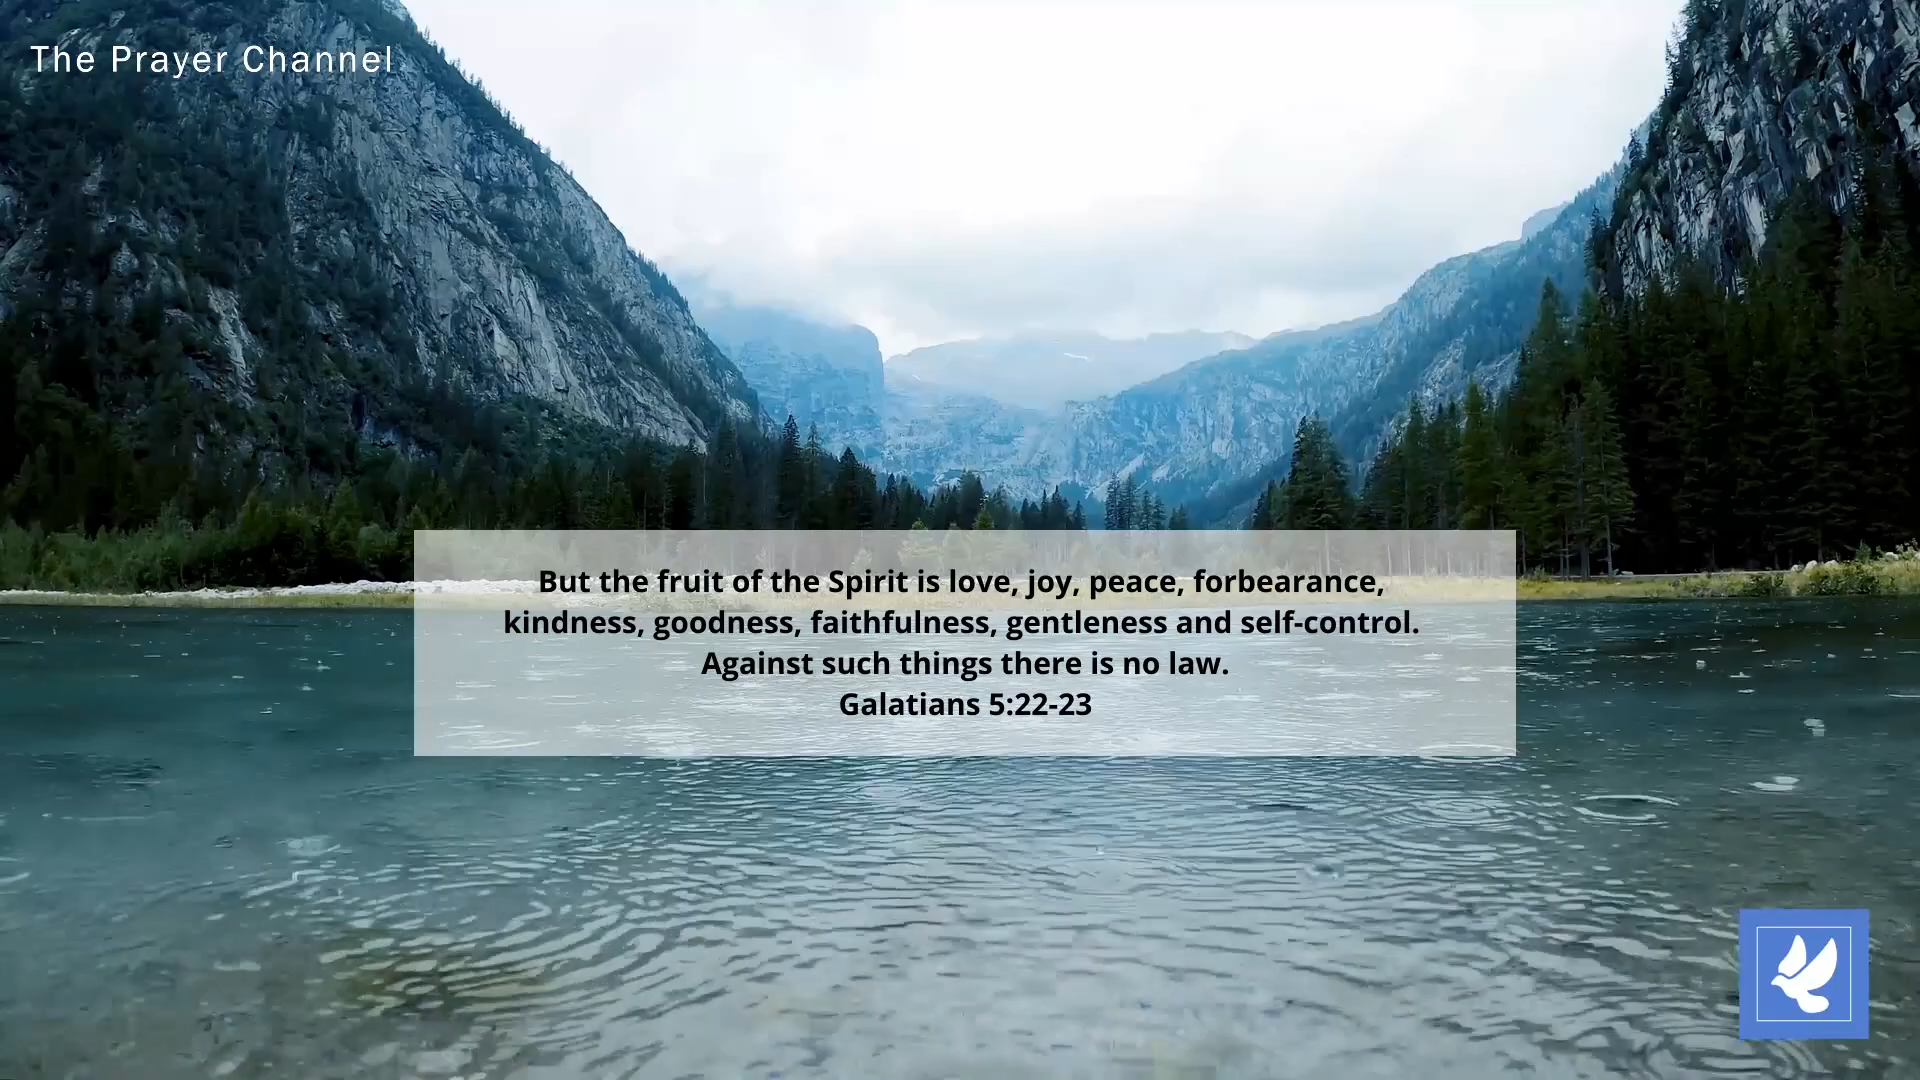 The Prayer Channel
But the fruit of the Spirit is love, joy, peace, forbearance,
kindness, goodness, faithfulness, gentleness and self-control.
Against such things there is no law.
Galatians 5:22-23